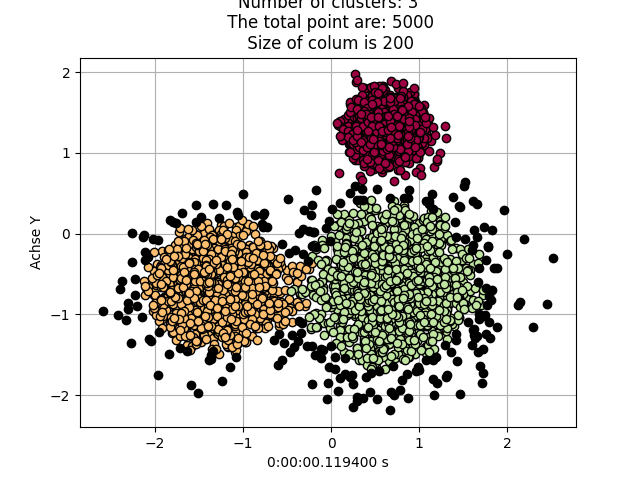 Number of clusters: 3
The total point are: 5000
Size of colum is 200
2
1
0
−1
−2
Achse Y
−2
−1
0
1
2
0:00:00.119400 s